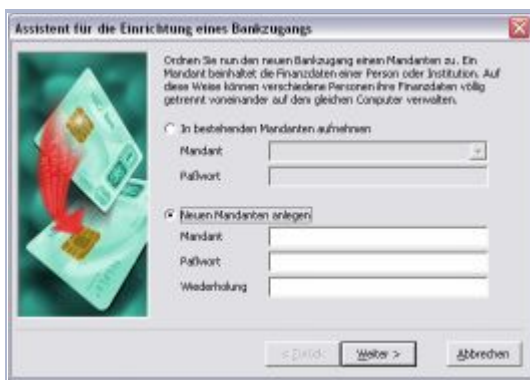 Assistent für die Einrichtung eines Bankzugangs
Ordnen Sie nun den neuen Bankzugang einem Mandanten zu. Ein
Mandant beinhaltet die Finanzdaten einer Person oder Institution. Auf
diese Weise können verschiedene Personen ihre Finanzdaten völlig
getrennt voneinander auf dem gleichen Computer verwalten.
In bestehenden Mandanten aufnehmen
Mandant
Paßwort
Neuen Mandanten anlegen
Mandant
Paßwort
Wiederholung
< Zurück
Weiter >
Abbrechen